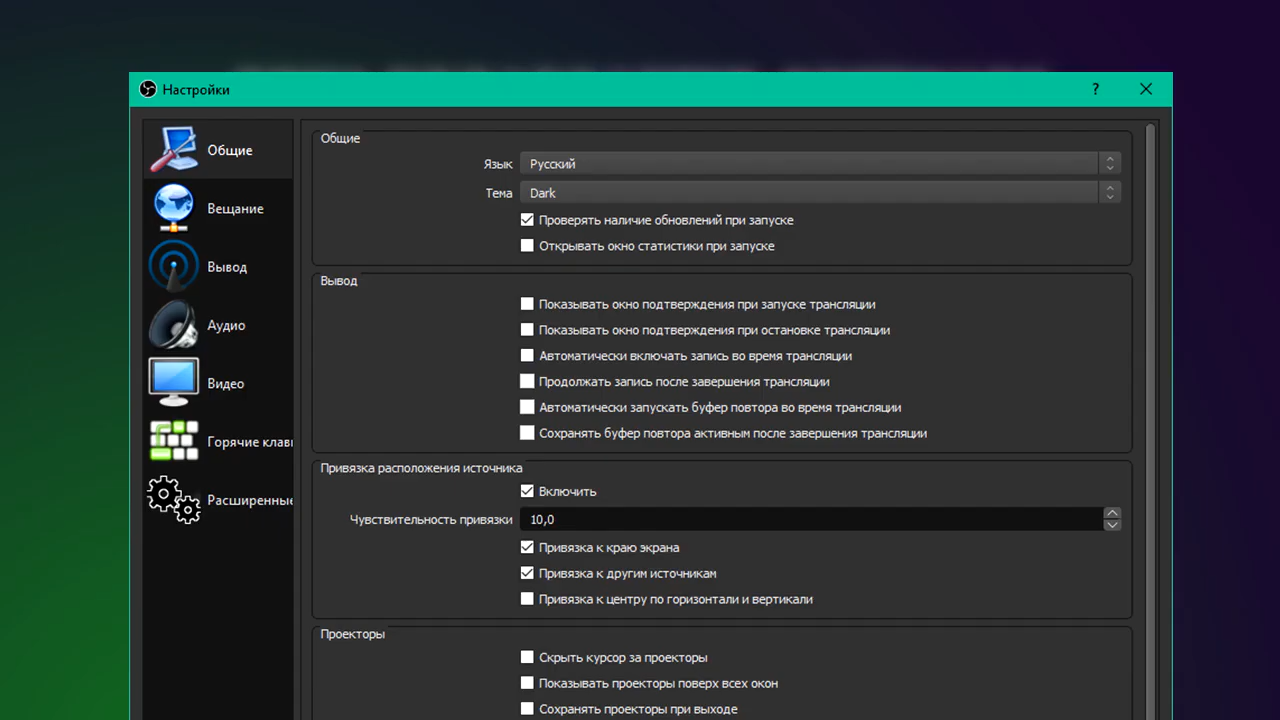 Настройки
?
Общие
Вещание
Вывод
Аудио
Видео
Горячие клави
Расширенные
Общие
Язык Русский
Тема Dark
Проверять наличие обновлений при запуске
Открывать окно статистики при запуске
Вывод
Показывать окно подтверждения при запуске трансляции
Показывать окно подтверждения при остановке трансляции
Автоматически включать запись во время трансляции
Продолжать запись после завершения трансляции
Автоматически запускать буфер повтора во время трансляции
Сохранять буфер повтора активным после завершения трансляции
Привязка расположения источника
Включить
Чувствительность привязки 10,0
Привязка к краю экрана
Привязка к другим источникам
Привязка к центру по горизонтали и вертикали
Проекторы
Скрыть курсор за проекторы
Показывать проекторы поверх всех окон
Сохранять проекторы при выходе